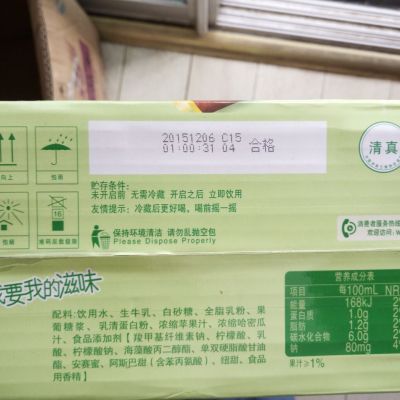 20151206 C15
01:00:31 04 合格
向上
清真
贮存条件:
未开启前 无需冷藏 开启之后 立即饮用
友情提示: 冷藏后更好喝、喝前摇一摇
16
保持环境清洁 请勿乱抛空包
Please Dispose Properly
消费者服务热线
欢迎访问: w
我要我的滋味
配料: 饮用水、生牛乳、白砂糖、全脂乳粉、果
葡糖浆、乳清蛋白粉、浓缩苹果汁、浓缩哈密瓜
汁、食品添加剂【羧甲基纤维素钠、柠檬酸、乳
酸、柠檬酸钠、海藻酸丙二醇酯、单双硬脂酸甘油
酯、安赛蜜、阿斯巴甜(含苯丙氨酸)、纽甜、食品
用香精】
营养成分表
项目 每100mL NR
能量 168kJ
蛋白质 1.0g
脂肪 1.2g
碳水化合物 6.0g
钠 80mg
果汁≥1%